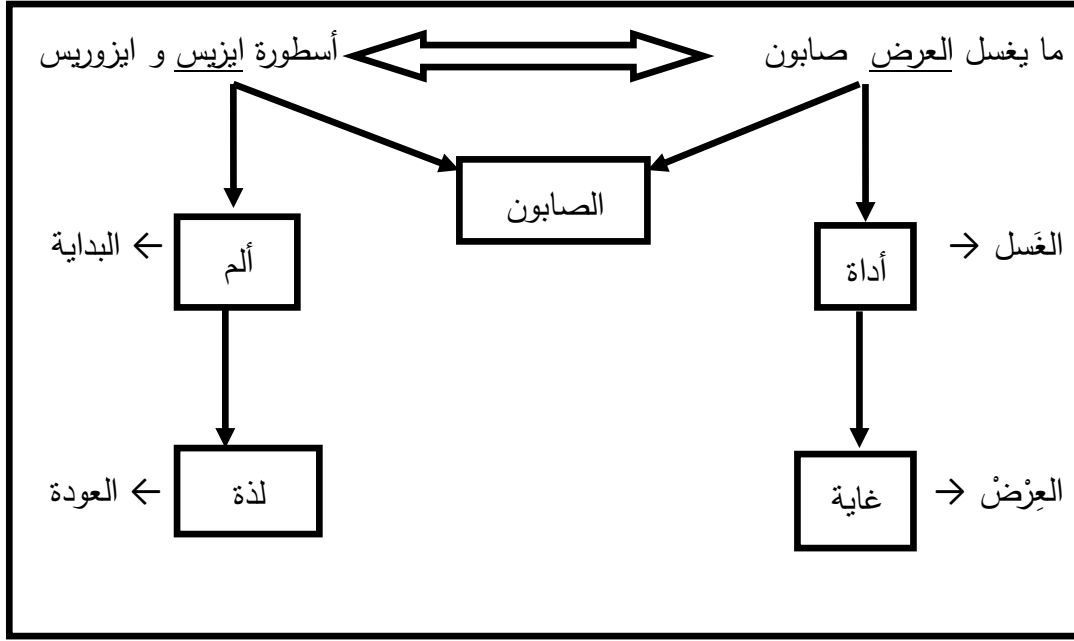 ما يغسل العرض صابون
أسطورة ايزيس و ايزوريس
الصابون
الغَسل → أداة
ألم ← البداية
العِرْضْ → غاية
لذة ← العودة